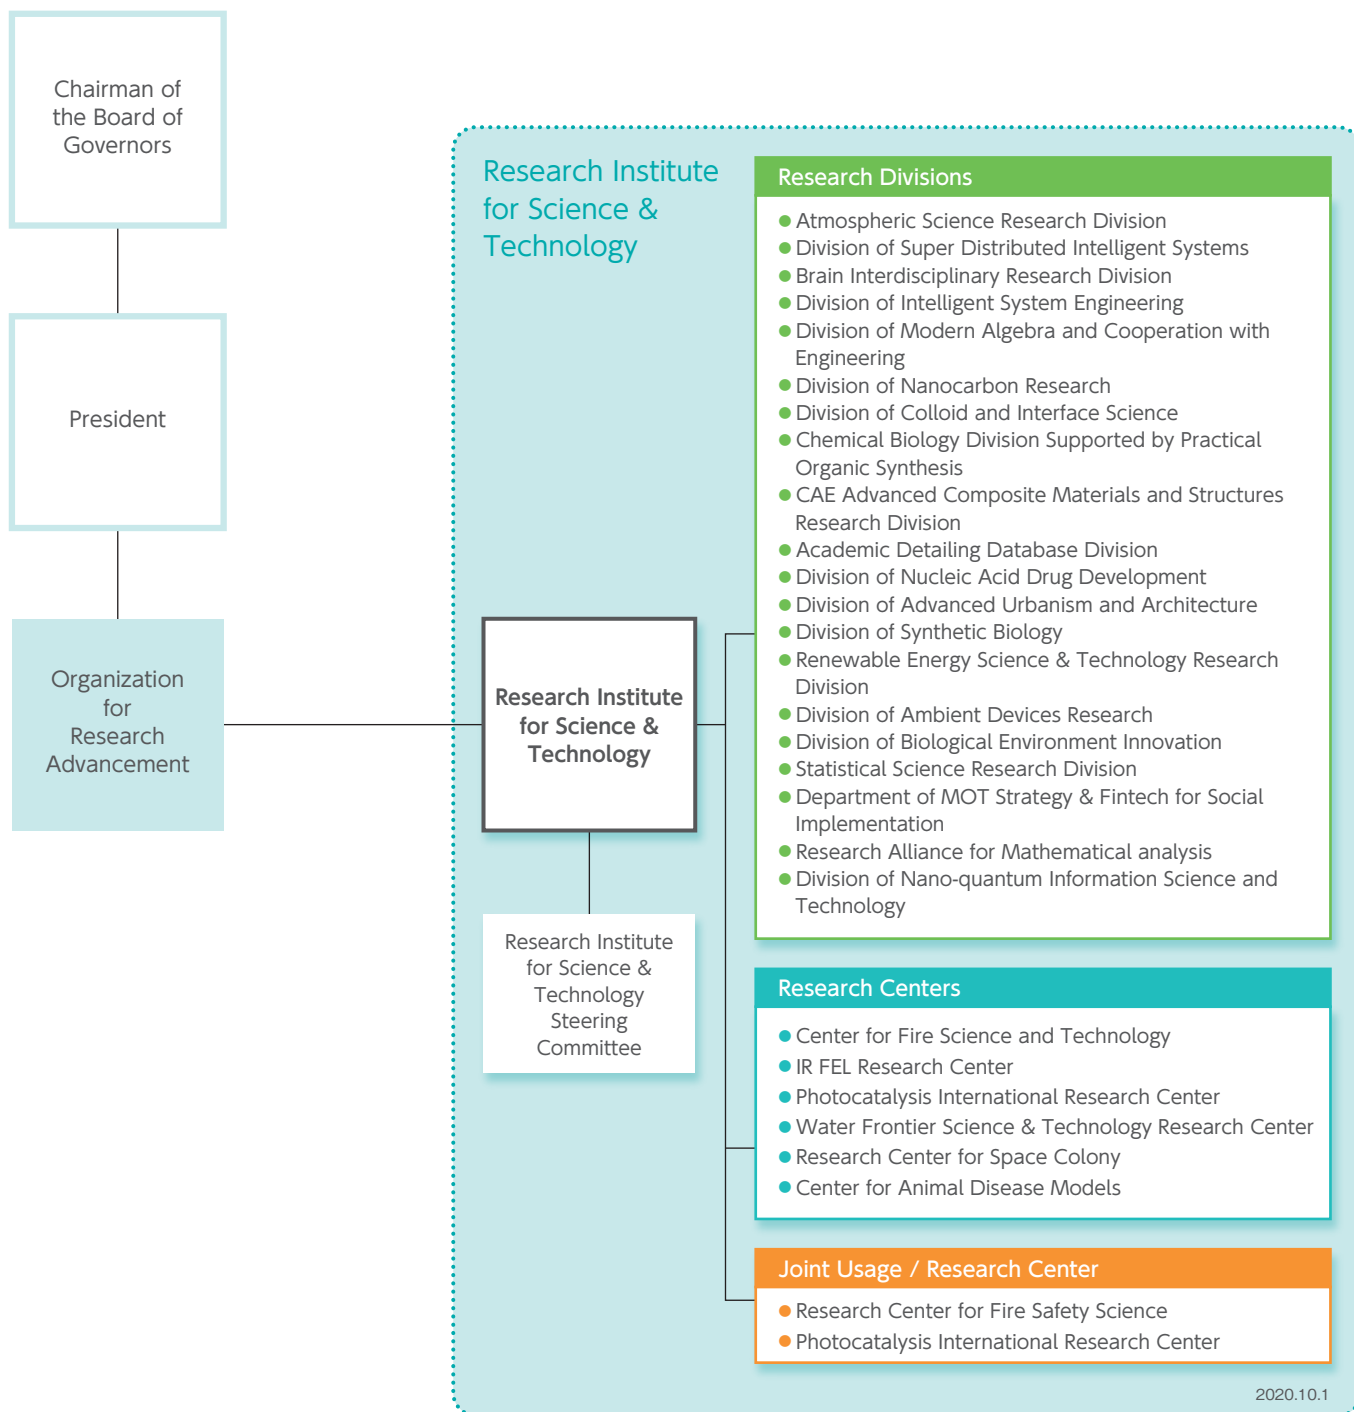 Chairman of
the Board of
Governors
President
Organization
for
Research
Advancement
Research Institute
for Science &
Technology
Research Institute
for Science &
Technology
Research Institute
for Science &
Technology
Steering
Committee
Research Divisions
● Atmospheric Science Research Division
● Division of Super Distributed Intelligent Systems
● Brain Interdisciplinary Research Division
● Division of Intelligent System Engineering
● Division of Modern Algebra and Cooperation with
Engineering
● Division of Nanocarbon Research
● Division of Colloid and Interface Science
● Chemical Biology Division Supported by Practical
Organic Synthesis
● CAE Advanced Composite Materials and Structures
Research Division
● Academic Detailing Database Division
● Division of Nucleic Acid Drug Development
● Division of Advanced Urbanism and Architecture
● Division of Synthetic Biology
● Renewable Energy Science & Technology Research
Division
● Division of Ambient Devices Research
● Division of Biological Environment Innovation
● Statistical Science Research Division
● Department of MOT Strategy & Fintech for Social
Implementation
● Research Alliance for Mathematical analysis
● Division of Nano-quantum Information Science and
Technology
Research Centers
● Center for Fire Science and Technology
● IR FEL Research Center
● Photocatalysis International Research Center
● Water Frontier Science & Technology Research Center
● Research Center for Space Colony
● Center for Animal Disease Models
Joint Usage / Research Center
● Research Center for Fire Safety Science
● Photocatalysis International Research Center
2020.10.1